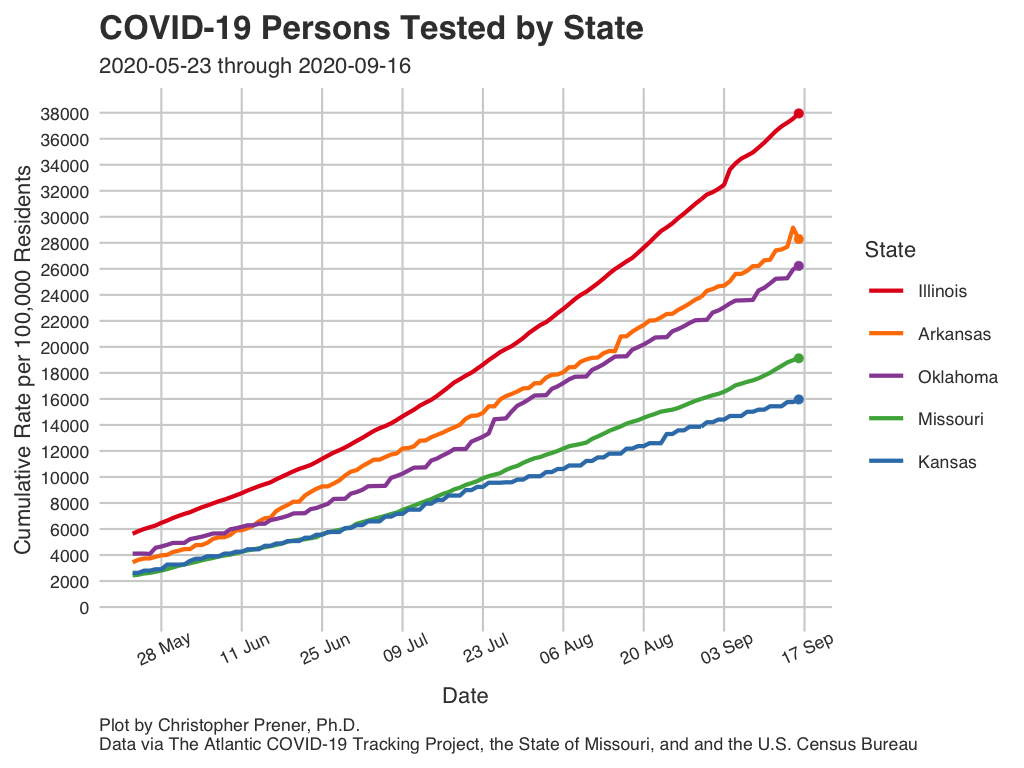 COVID-19 Persons Tested by State
2020-05-23 through 2020-09-16
Cumulative Rate per 100,000 Residents
38000
36000
34000
32000
30000
28000
26000
24000
22000
20000
18000
16000
14000
12000
10000
8000
6000
4000
2000
0
28 May
11 Jun
25 Jun
09 Jul
23 Jul
06 Aug
20 Aug
03 Sep
17 Sep
Date
State
Illinois
Arkansas
Oklahoma
Missouri
Kansas
Plot by Christopher Prener, Ph.D.
Data via The Atlantic COVID-19 Tracking Project, the State of Missouri, and and the U.S. Census Bureau